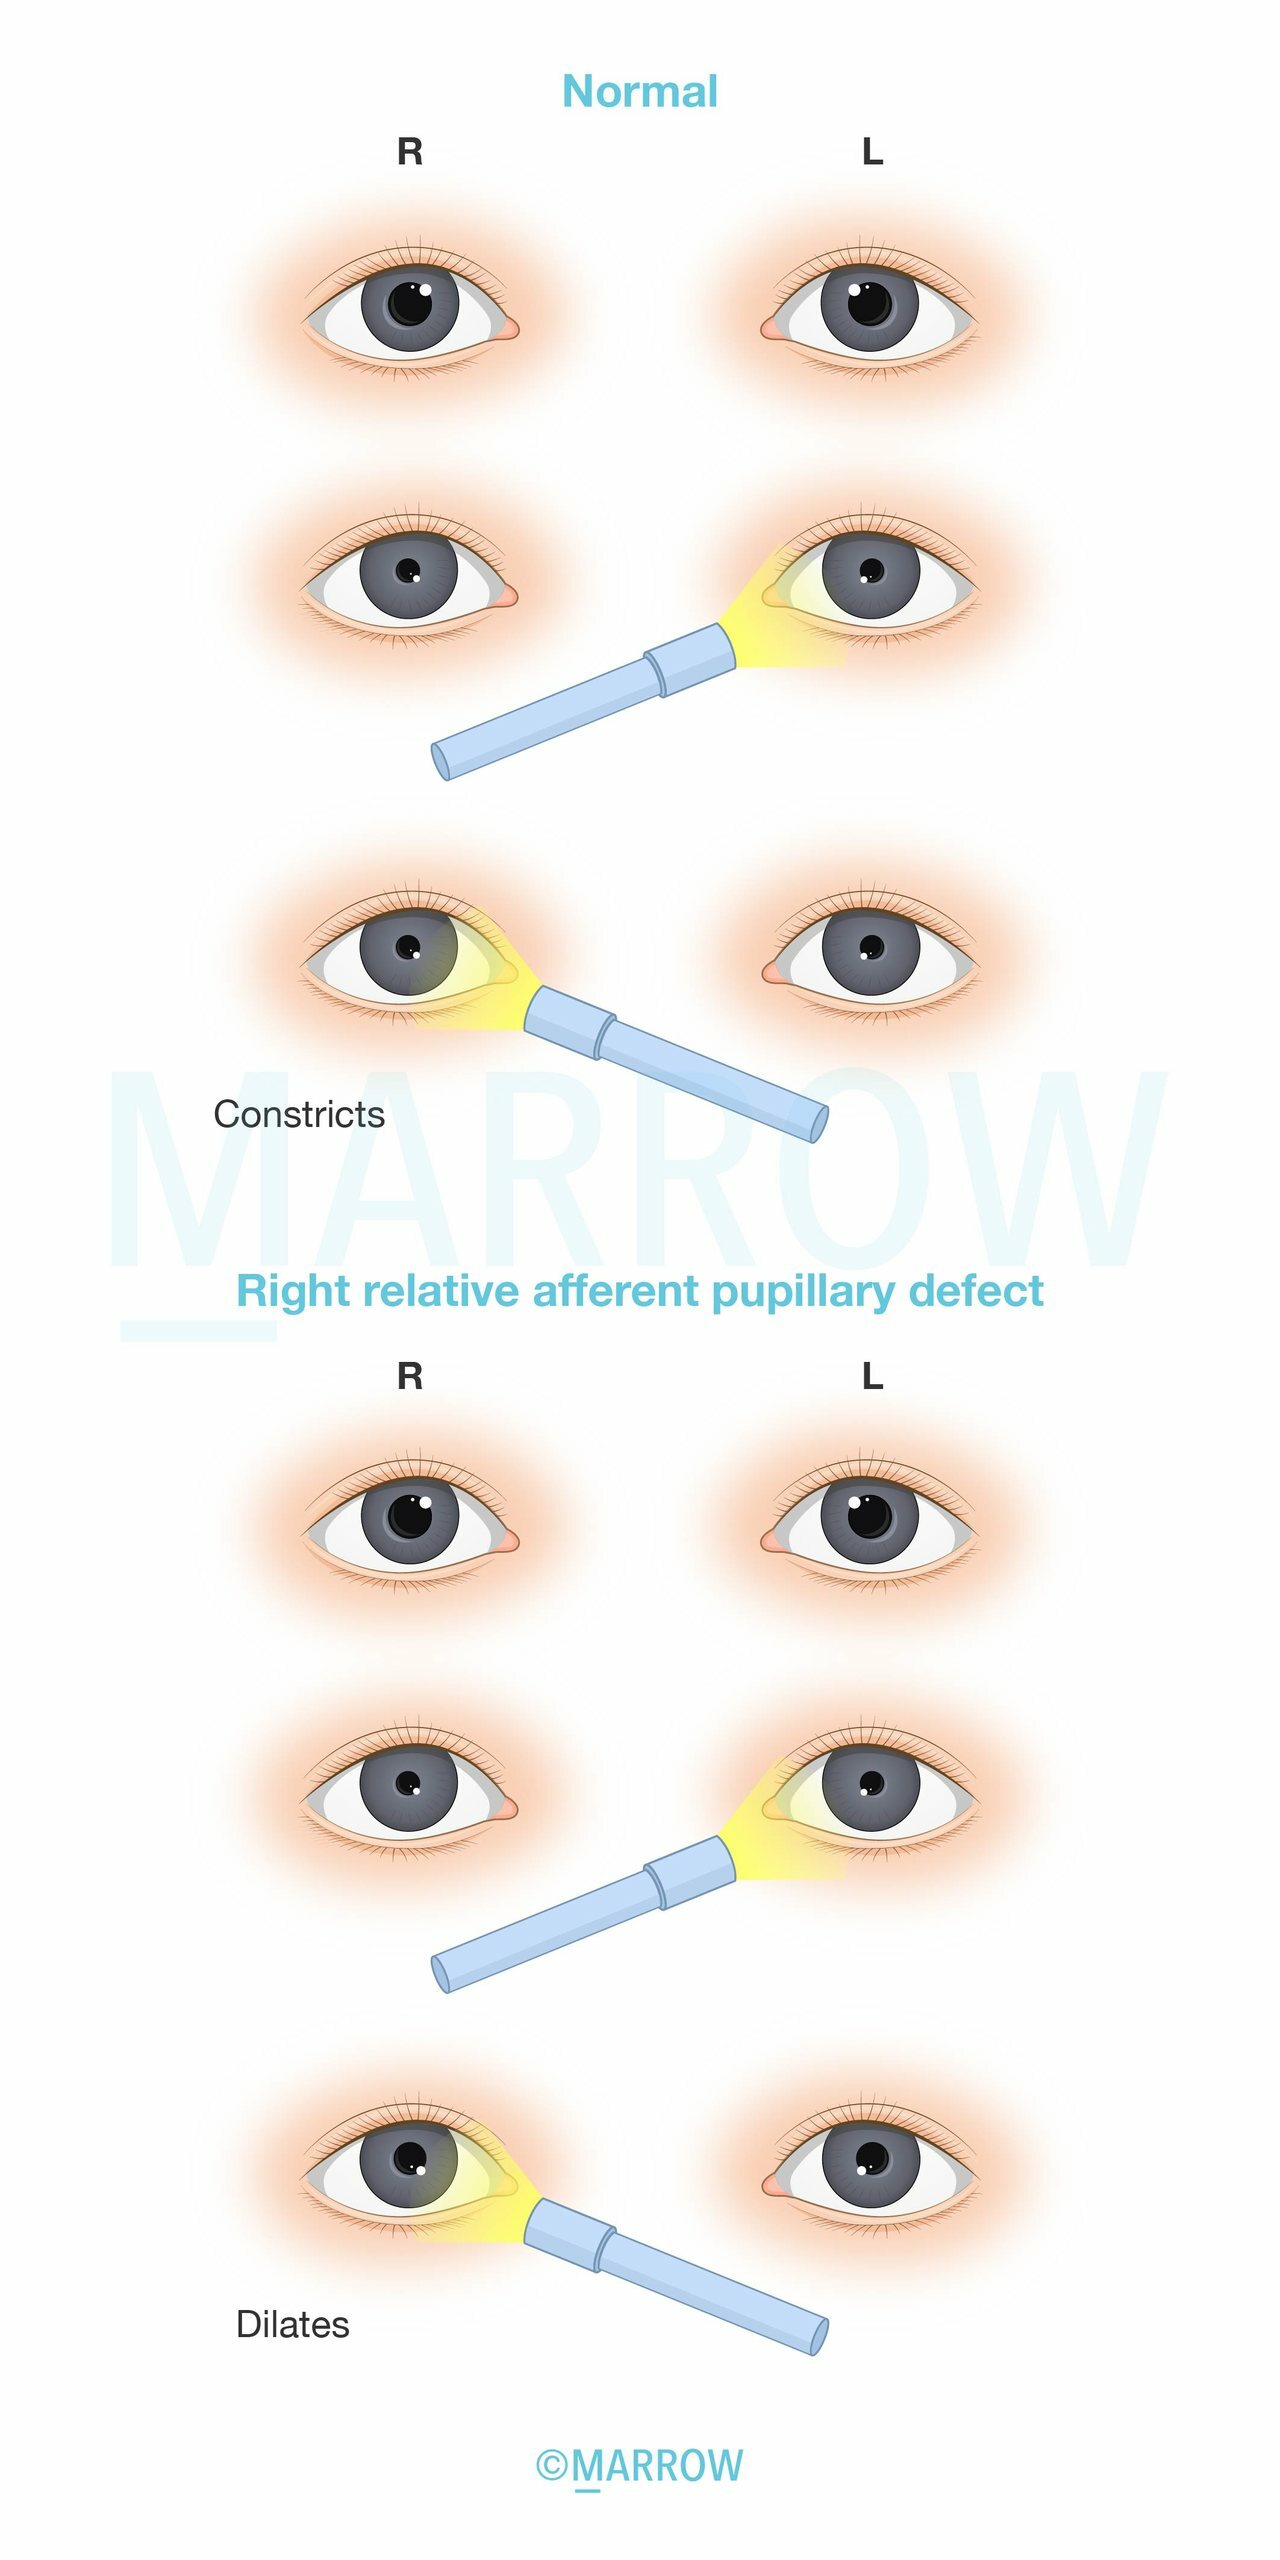 Normal
R L
Constricts
MARROW
Right relative afferent pupillary defect
R L
Dilates
©MARROW